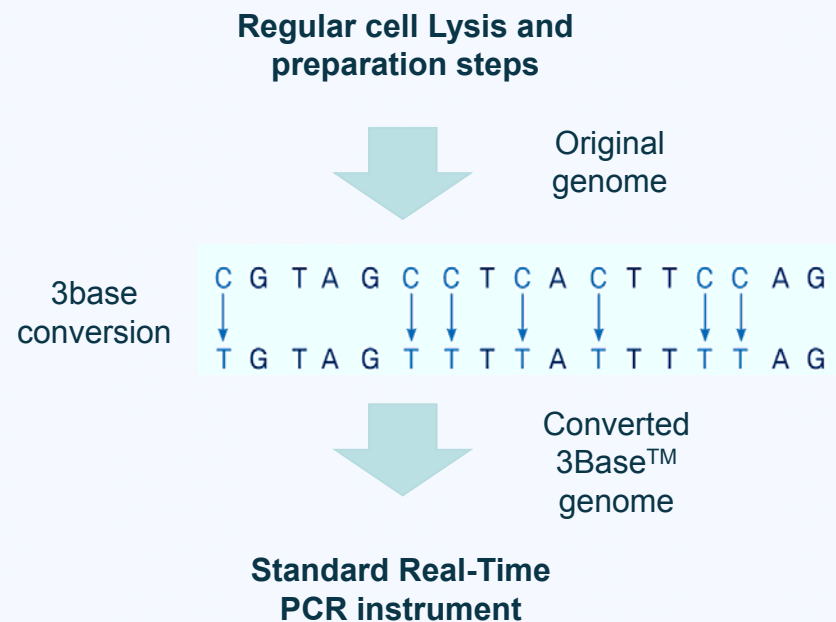 Regular cell Lysis and
preparation steps
Original
genome
3base
conversion
C G T A G C C T C A C T T C C A G
T G T A G T T T T A T T T T T A G
Converted
3Base™
genome
Standard Real-Time
PCR instrument